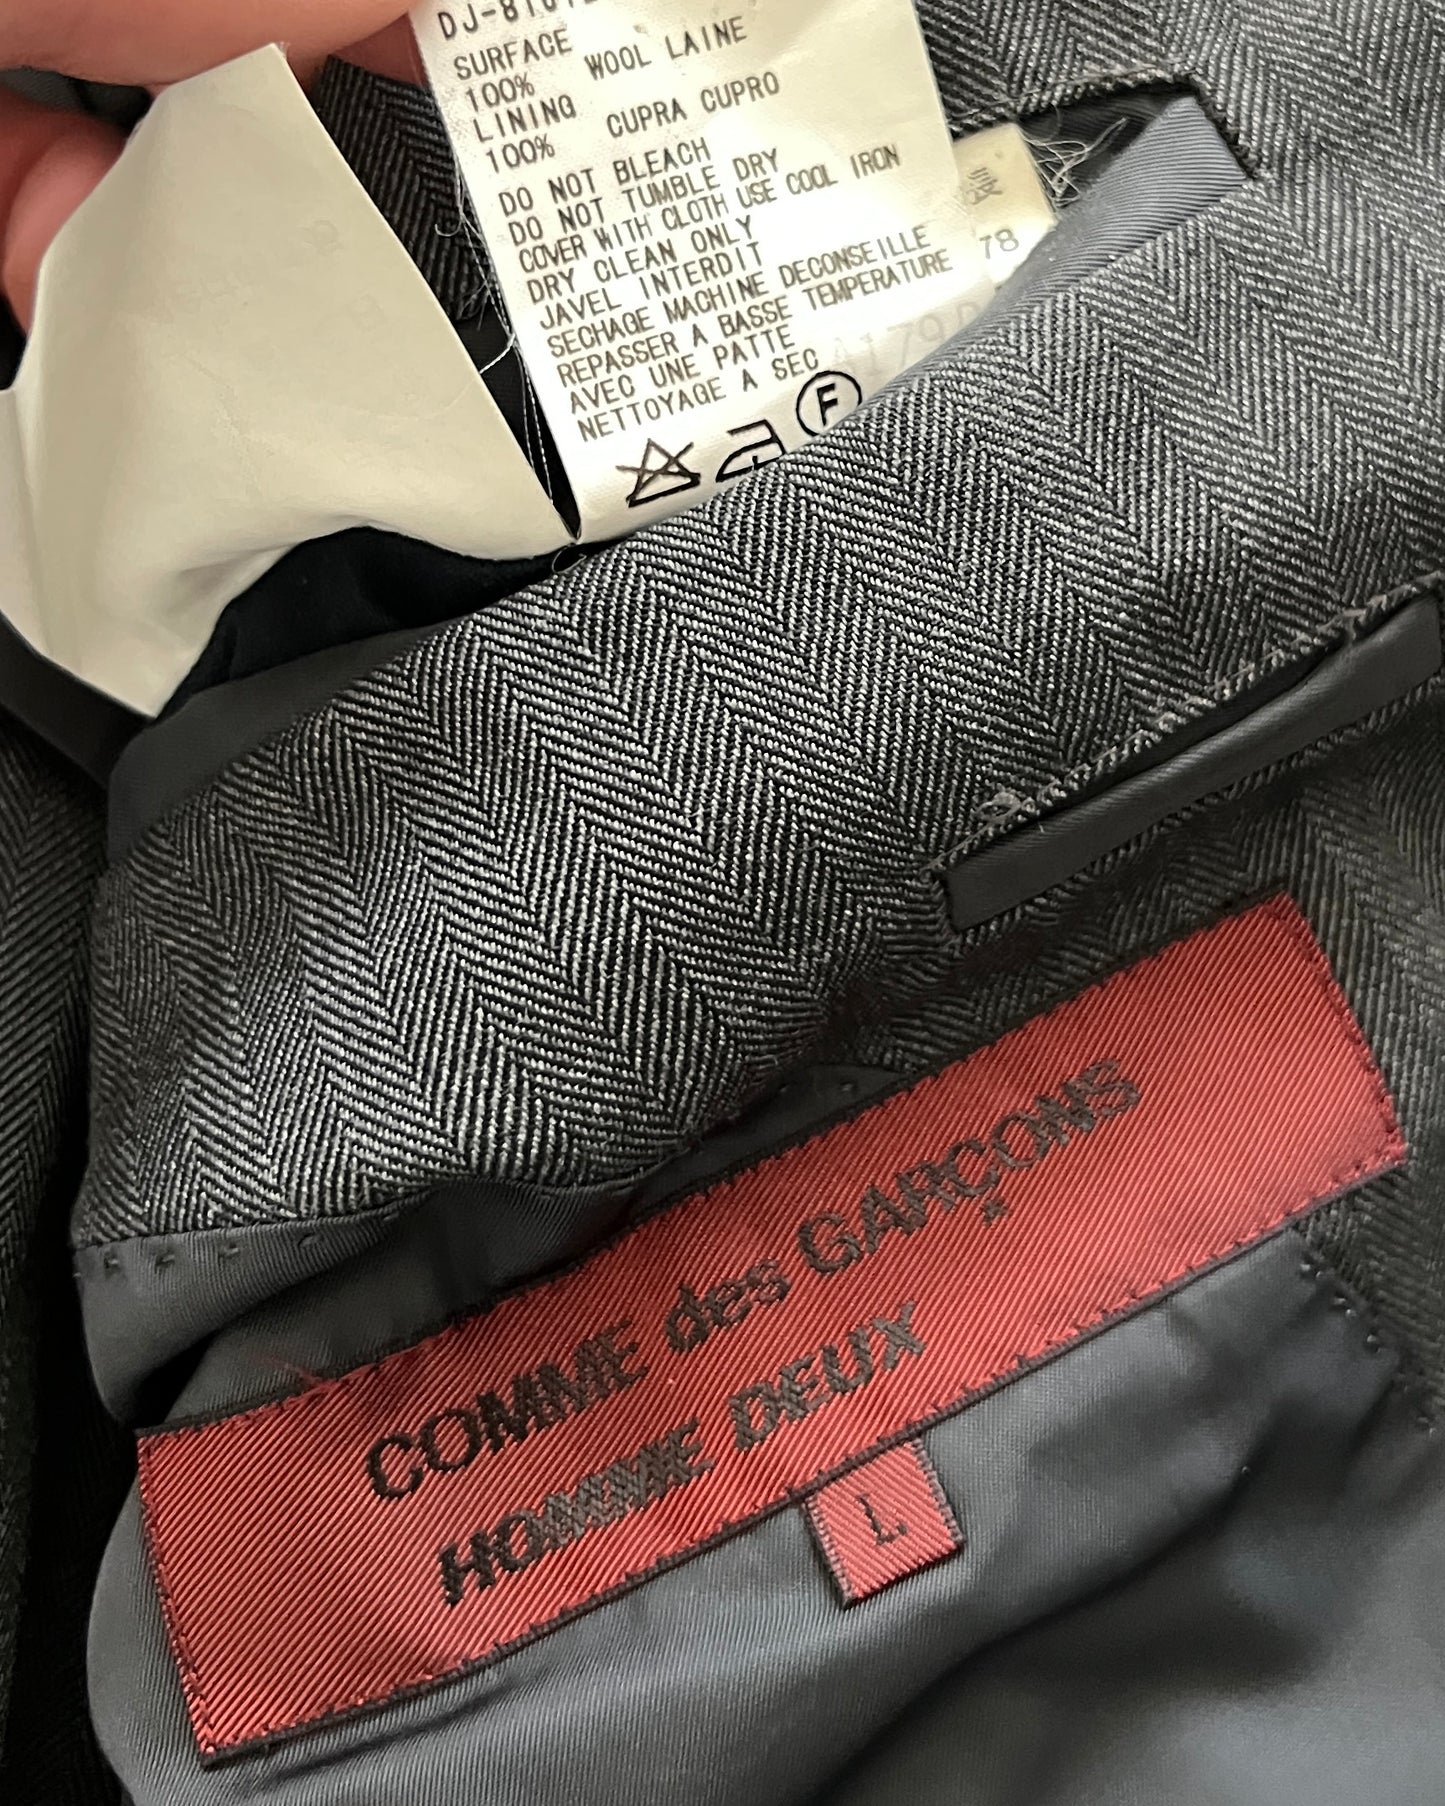 SURFACE
100% WOOL LAINE
LINING
100% CUPRA CUPRO
DO NOT BLEACH
DO NOT TUMBLE DRY
COVER WITH CLOTH USE COOL IRON
DRY CLEAN ONLY
JAVEL INTERDIT
SECHAGE MACHINE DECONSEILLE
REPASSER A BASSE TEMPERATURE
AVEC UNE PATTE
NETTOYAGE A SEC
F
78
COMME des GARÇONS
HOMME DEUX
L